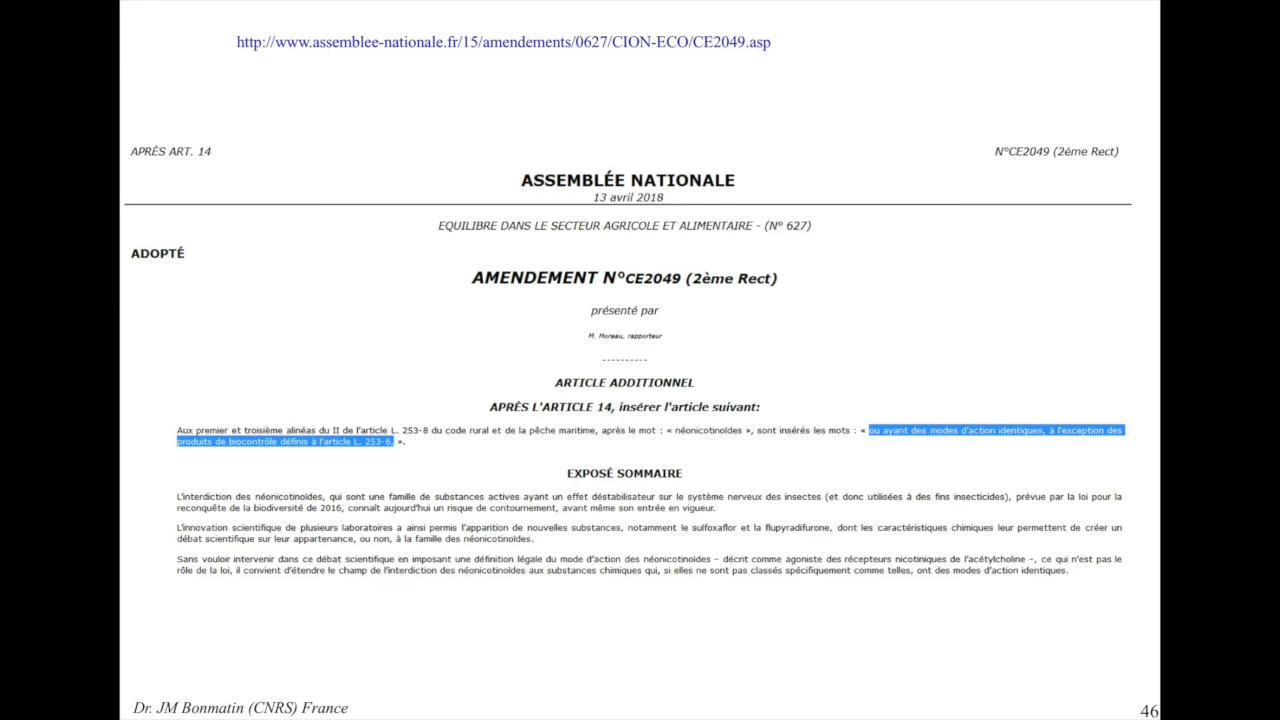 http://www.assemblee-nationale.fr/15/amendements/0627/CION-ECO/CE2049.asp
APRÈS ART. 14
N°CE2049 (2ème Rect)
ASSEMBLÉE NATIONALE
13 avril 2018
EQUILIBRE DANS LE SECTEUR AGRICOLE ET ALIMENTAIRE - (N° 627)
ADOPTÉ
AMENDEMENT N°CE2049 (2ème Rect)
présenté par
M. Moreau, rapporteur
----------
ARTICLE ADDITIONNEL
APRÈS L'ARTICLE 14, insérer l'article suivant:
Aux premier et troisième alinéas du II de l'article L. 253-8 du code rural et de la pêche maritime, après le mot : « néonicotinoïdes », sont insérés les mots : « ou ayant des modes d'action identiques, à l'exception des
produits de biocontrôle définis à l'article L. 253-6. ».
EXPOSÉ SOMMAIRE
L'interdiction des néonicotinoïdes, qui sont une famille de substances actives ayant un effet déstabilisateur sur le système nerveux des insectes (et donc utilisées à des fins insecticides), prévue par la loi pour la
reconquête de la biodiversité de 2016, connaît aujourd'hui un risque de contournement, avant même son entrée en vigueur.
L'innovation scientifique de plusieurs laboratoires a ainsi permis l'apparition de nouvelles substances, notamment le sulfoxaflor et la flupyradifurone, dont les caractéristiques chimiques leur permettent de créer un
débat scientifique sur leur appartenance, ou non, à la famille des néonicotinoïdes.
Sans vouloir intervenir dans ce débat scientifique en imposant une définition légale du mode d'action des néonicotinoïdes – décrit comme agoniste des récepteurs nicotiniques de l'acétylcholine –, ce qui n'est pas le
rôle de la loi, il convient d'étendre le champ de l'interdiction des néonicotinoïdes aux substances chimiques qui, si elles ne sont pas classés spécifiquement comme telles, ont des modes d'action identiques.
Dr. JM Bonmatin (CNRS) France
46